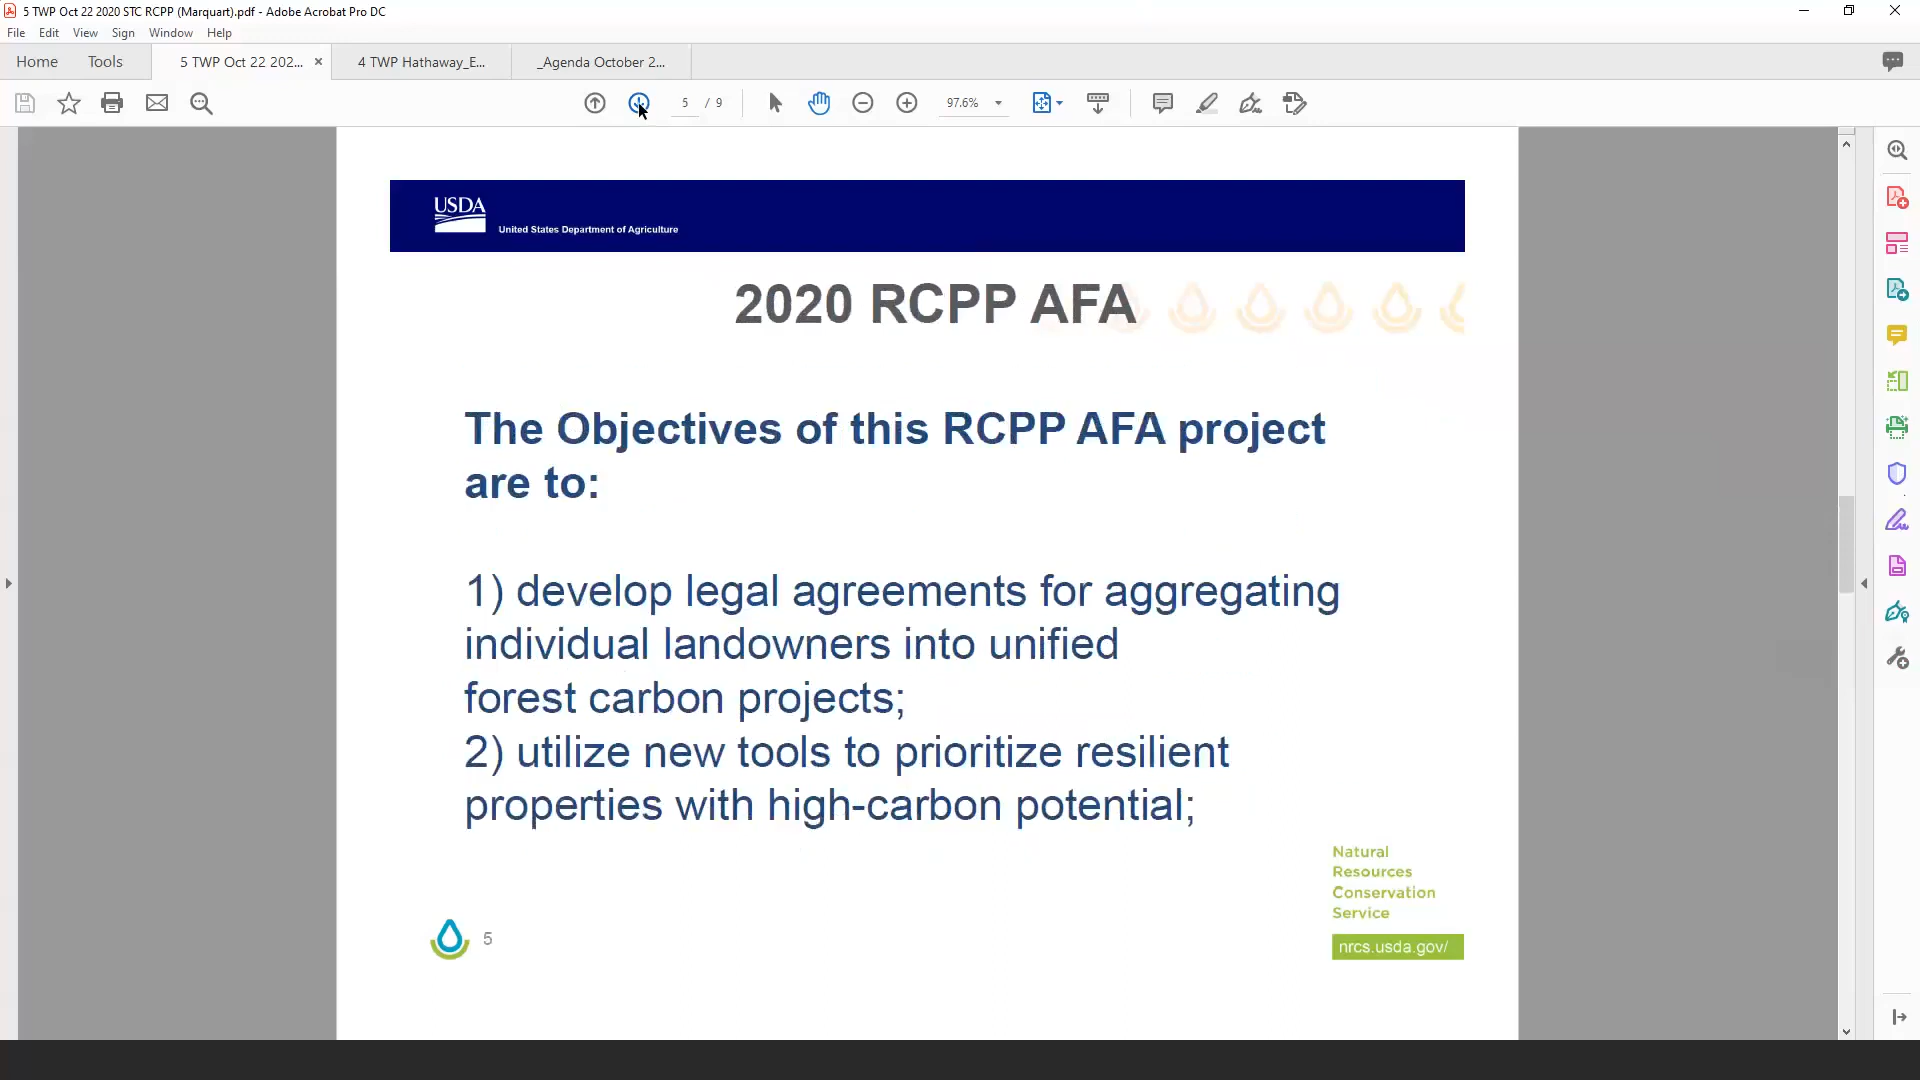 5 TWP Oct 22 2020 STC RCPP (Marquart).pdf - Adobe Acrobat Pro DC
File Edit View Sign Window Help
Home Tools 5 TWP Oct 22 202... × 4 TWP Hathaway_E... _Agenda October 2...
5 / 9 97.6%
USDA
United States Department of Agriculture
2020 RCPP AFA
The Objectives of this RCPP AFA project
are to:
1) develop legal agreements for aggregating
individual landowners into unified
forest carbon projects;
2) utilize new tools to prioritize resilient
properties with high-carbon potential;
Natural
Resources
Conservation
Service
nrcs.usda.gov/
5